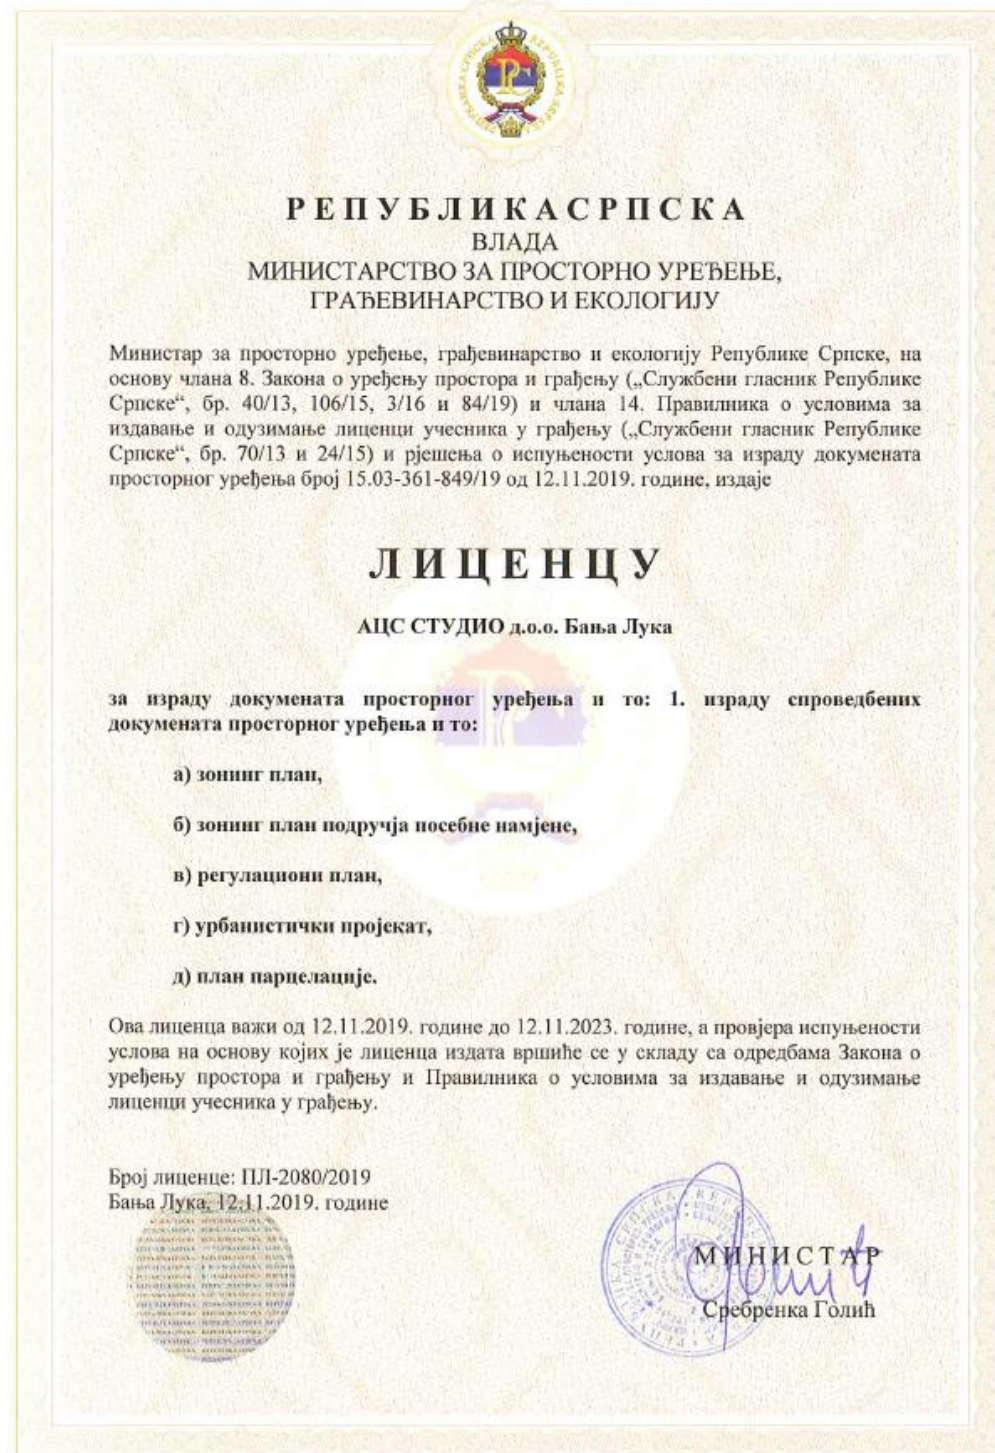 РЕПУБЛИКА СРПСКА
ВЛАДА
МИНИСТАРСТВО ЗА ПРОСТОРНО УРЕЂЕЊЕ,
ГРАЂЕВИНАРСТВО И ЕКОЛОГИЈУ
Министар за просторно уређење, грађевинарство и екологију Републике Српске, на
основу члана 8. Закона о уређењу простора и грађењу („Службени гласник Републике
Српске“, бр. 40/13, 106/15, 3/16 и 84/19) и члана 14. Правилника о условима за
издавање и одузимање лиценци учесника у грађењу („Службени гласник Републике
Српске“, бр. 70/13 и 24/15) и рјешења о испуњености услова за израду докумената
просторног уређења број 15.03-361-849/19 од 12.11.2019. године, издаје
ЛИЦЕНЦУ
АЦС СТУДИО д.о.о. Бања Лука
за израду докумената просторног уређења и то: 1. израду спроведбених
докумената просторног уређења и то:
а) зонинг план,
б) зонинг план подручја посебне намјене,
в) регулациони план,
г) урбанистички пројекат,
д) план парцелације.
Ова лиценца важи од 12.11.2019. године до 12.11.2023. године, а провјера испуњености
услова на основу којих је лиценца издата вршиће се у складу са одредбама Закона о
уређењу простора и грађењу и Правилника о условима за издавање и одузимање
лиценци учесника у грађењу.
Број лиценце: ПЛ-2080/2019
Бања Лука, 12.11.2019. године
МИНИСТАР
Сребренка Голић